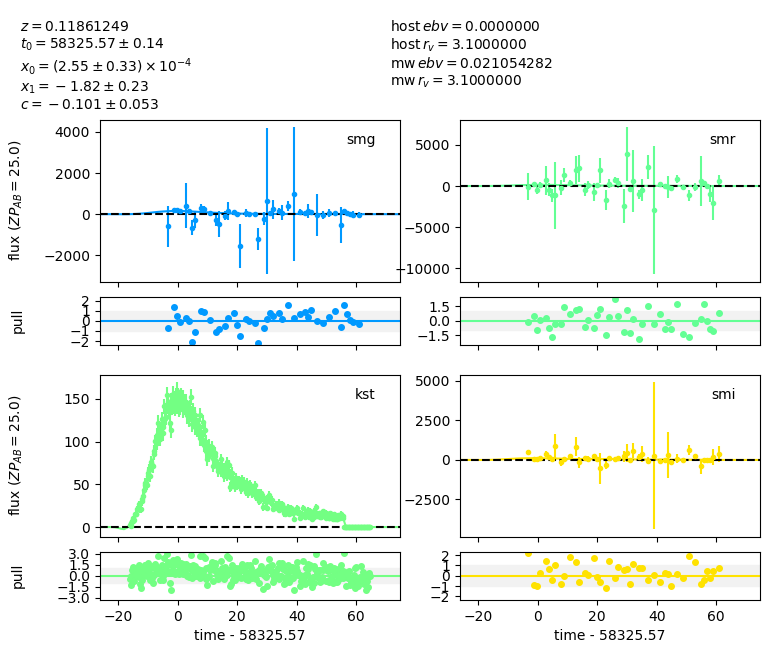 z = 0.11861249
t₀ = 58325.57 ± 0.14
x₀ = (2.55 ± 0.33) × 10⁻⁴
x₁ = −1.82 ± 0.23
c = −0.101 ± 0.053
host ebv = 0.0000000
host r_v = 3.1000000
mw ebv = 0.021054282
mw r_v = 3.1000000
smg
4000
2000
0
−2000
flux (ZP_AB = 25.0)
smr
5000
0
−5000
−10000
2
1
0
−1
−2
pull
1.5
0.0
−1.5
kst
150
100
50
0
flux (ZP_AB = 25.0)
smi
5000
2500
0
−2500
3.0
1.5
0.0
−1.5
−3.0
pull
−20 0 20 40 60
time - 58325.57
2
1
0
−1
−2
−20 0 20 40 60
time - 58325.57